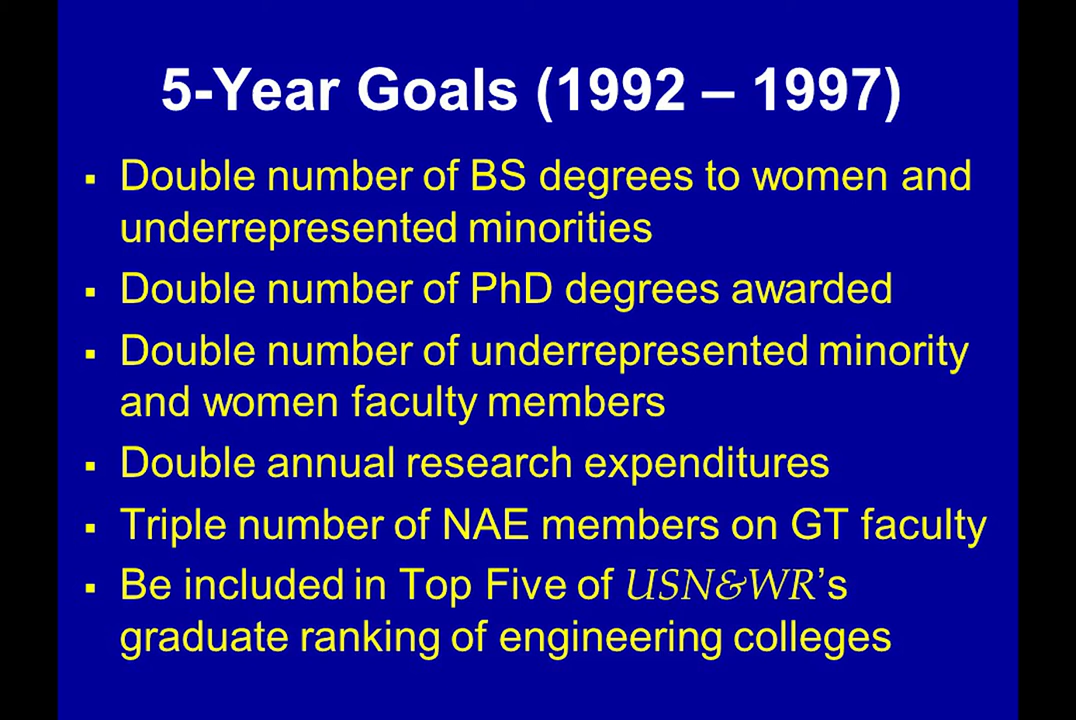 5-Year Goals (1992 – 1997)
▪ Double number of BS degrees to women and
underrepresented minorities
▪ Double number of PhD degrees awarded
▪ Double number of underrepresented minority
and women faculty members
▪ Double annual research expenditures
▪ Triple number of NAE members on GT faculty
▪ Be included in Top Five of USN&WR’s
graduate ranking of engineering colleges